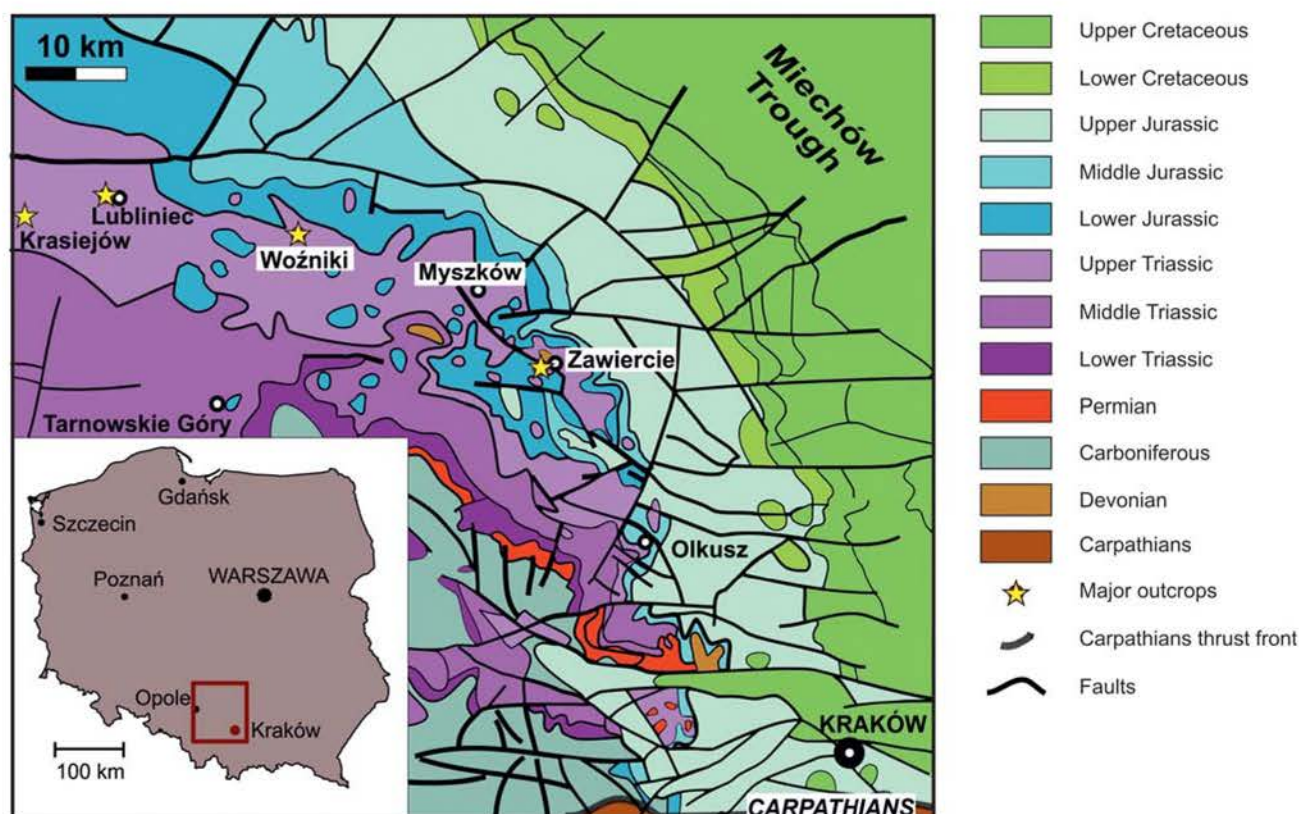 10 km
Miechów
Trough
Lubliniec
Krasiejów
Woźniki
Myszków
Zawiercie
Tarnowskie Góry
Olkusz
KRAKÓW
CARPATHIANS
Gdańsk
Szczecin
Poznań
WARSZAWA
Opole
Kraków
100 km
Upper Cretaceous
Lower Cretaceous
Upper Jurassic
Middle Jurassic
Lower Jurassic
Upper Triassic
Middle Triassic
Lower Triassic
Permian
Carboniferous
Devonian
Carpathians
Major outcrops
Carpathians thrust front
Faults